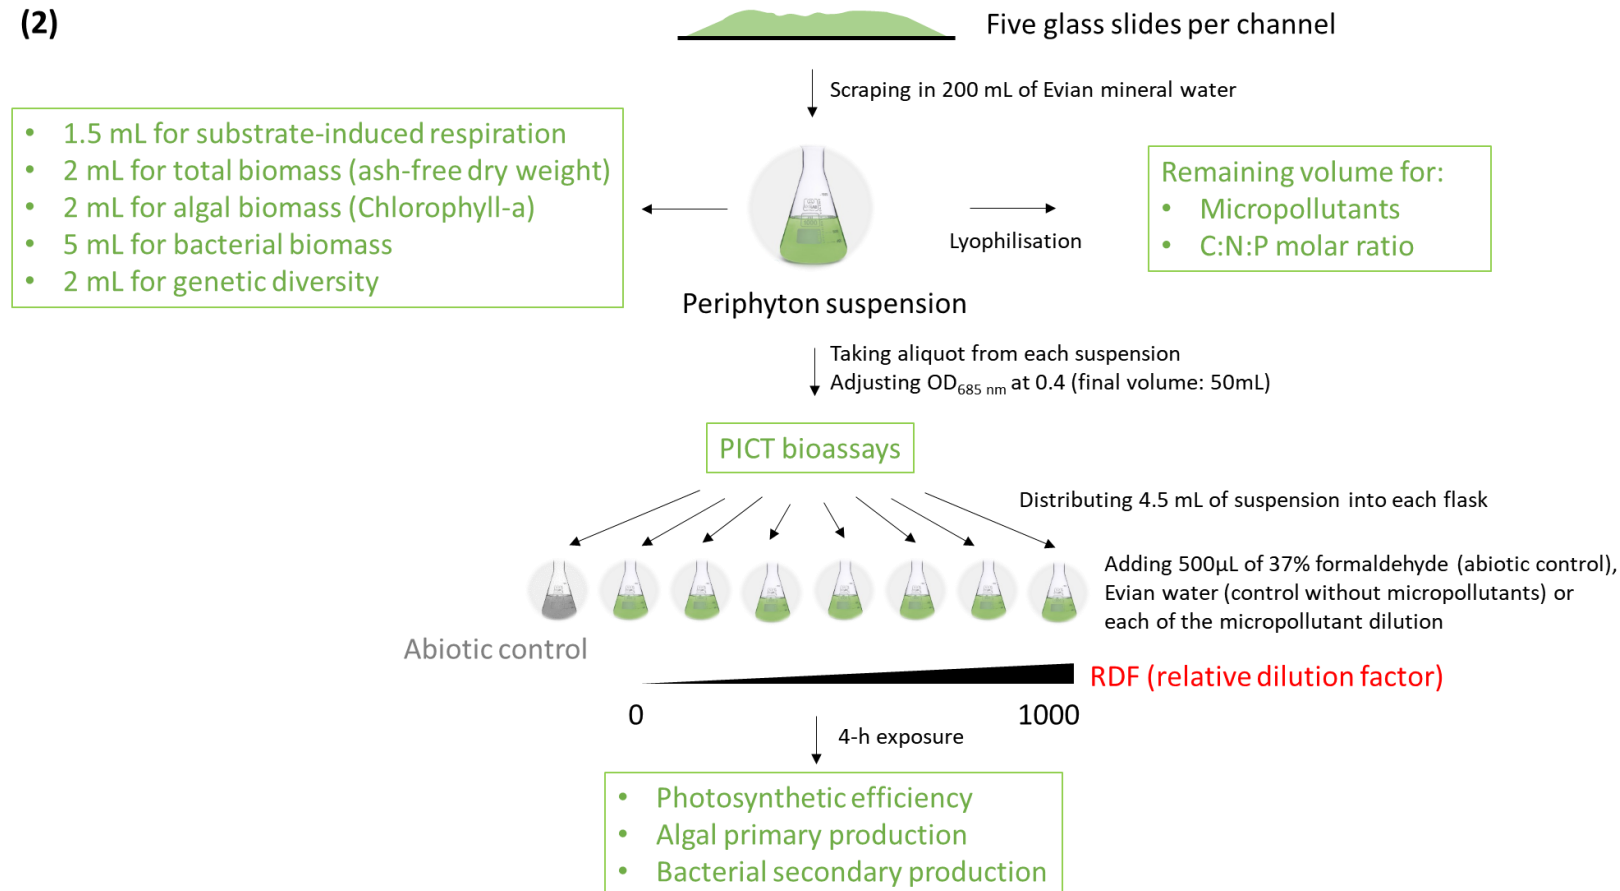 (2)
Five glass slides per channel
Scraping in 200 mL of Evian mineral water
• 1.5 mL for substrate-induced respiration
• 2 mL for total biomass (ash-free dry weight)
• 2 mL for algal biomass (Chlorophyll-a)
• 5 mL for bacterial biomass
• 2 mL for genetic diversity
Lyophilisation
Remaining volume for:
• Micropollutants
• C:N:P molar ratio
Periphyton suspension
Taking aliquot from each suspension
Adjusting OD685 nm at 0.4 (final volume: 50mL)
PICT bioassays
Distributing 4.5 mL of suspension into each flask
Adding 500µL of 37% formaldehyde (abiotic control),
Evian water (control without micropollutants) or
each of the micropollutant dilution
Abiotic control
RDF (relative dilution factor)
0
1000
4-h exposure
• Photosynthetic efficiency
• Algal primary production
• Bacterial secondary production